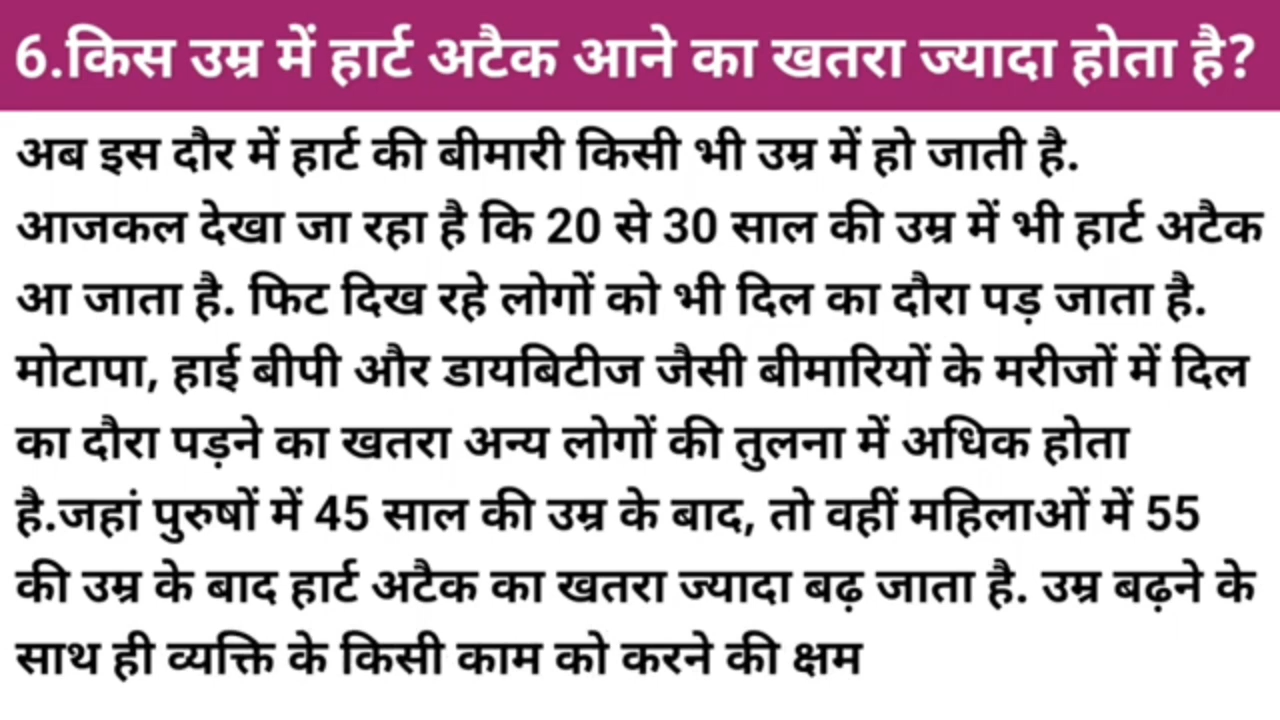 6.किस उम्र में हार्ट अटैक आने का खतरा ज्यादा होता है?
अब इस दौर में हार्ट की बीमारी किसी भी उम्र में हो जाती है.
आजकल देखा जा रहा है कि 20 से 30 साल की उम्र में भी हार्ट अटैक
आ जाता है. फिट दिख रहे लोगों को भी दिल का दौरा पड़ जाता है.
मोटापा, हाई बीपी और डायबिटीज जैसी बीमारियों के मरीजों में दिल
का दौरा पड़ने का खतरा अन्य लोगों की तुलना में अधिक होता
है.जहां पुरुषों में 45 साल की उम्र के बाद, तो वहीं महिलाओं में 55
की उम्र के बाद हार्ट अटैक का खतरा ज्यादा बढ़ जाता है. उम्र बढ़ने के
साथ ही व्यक्ति के किसी काम को करने की क्षम